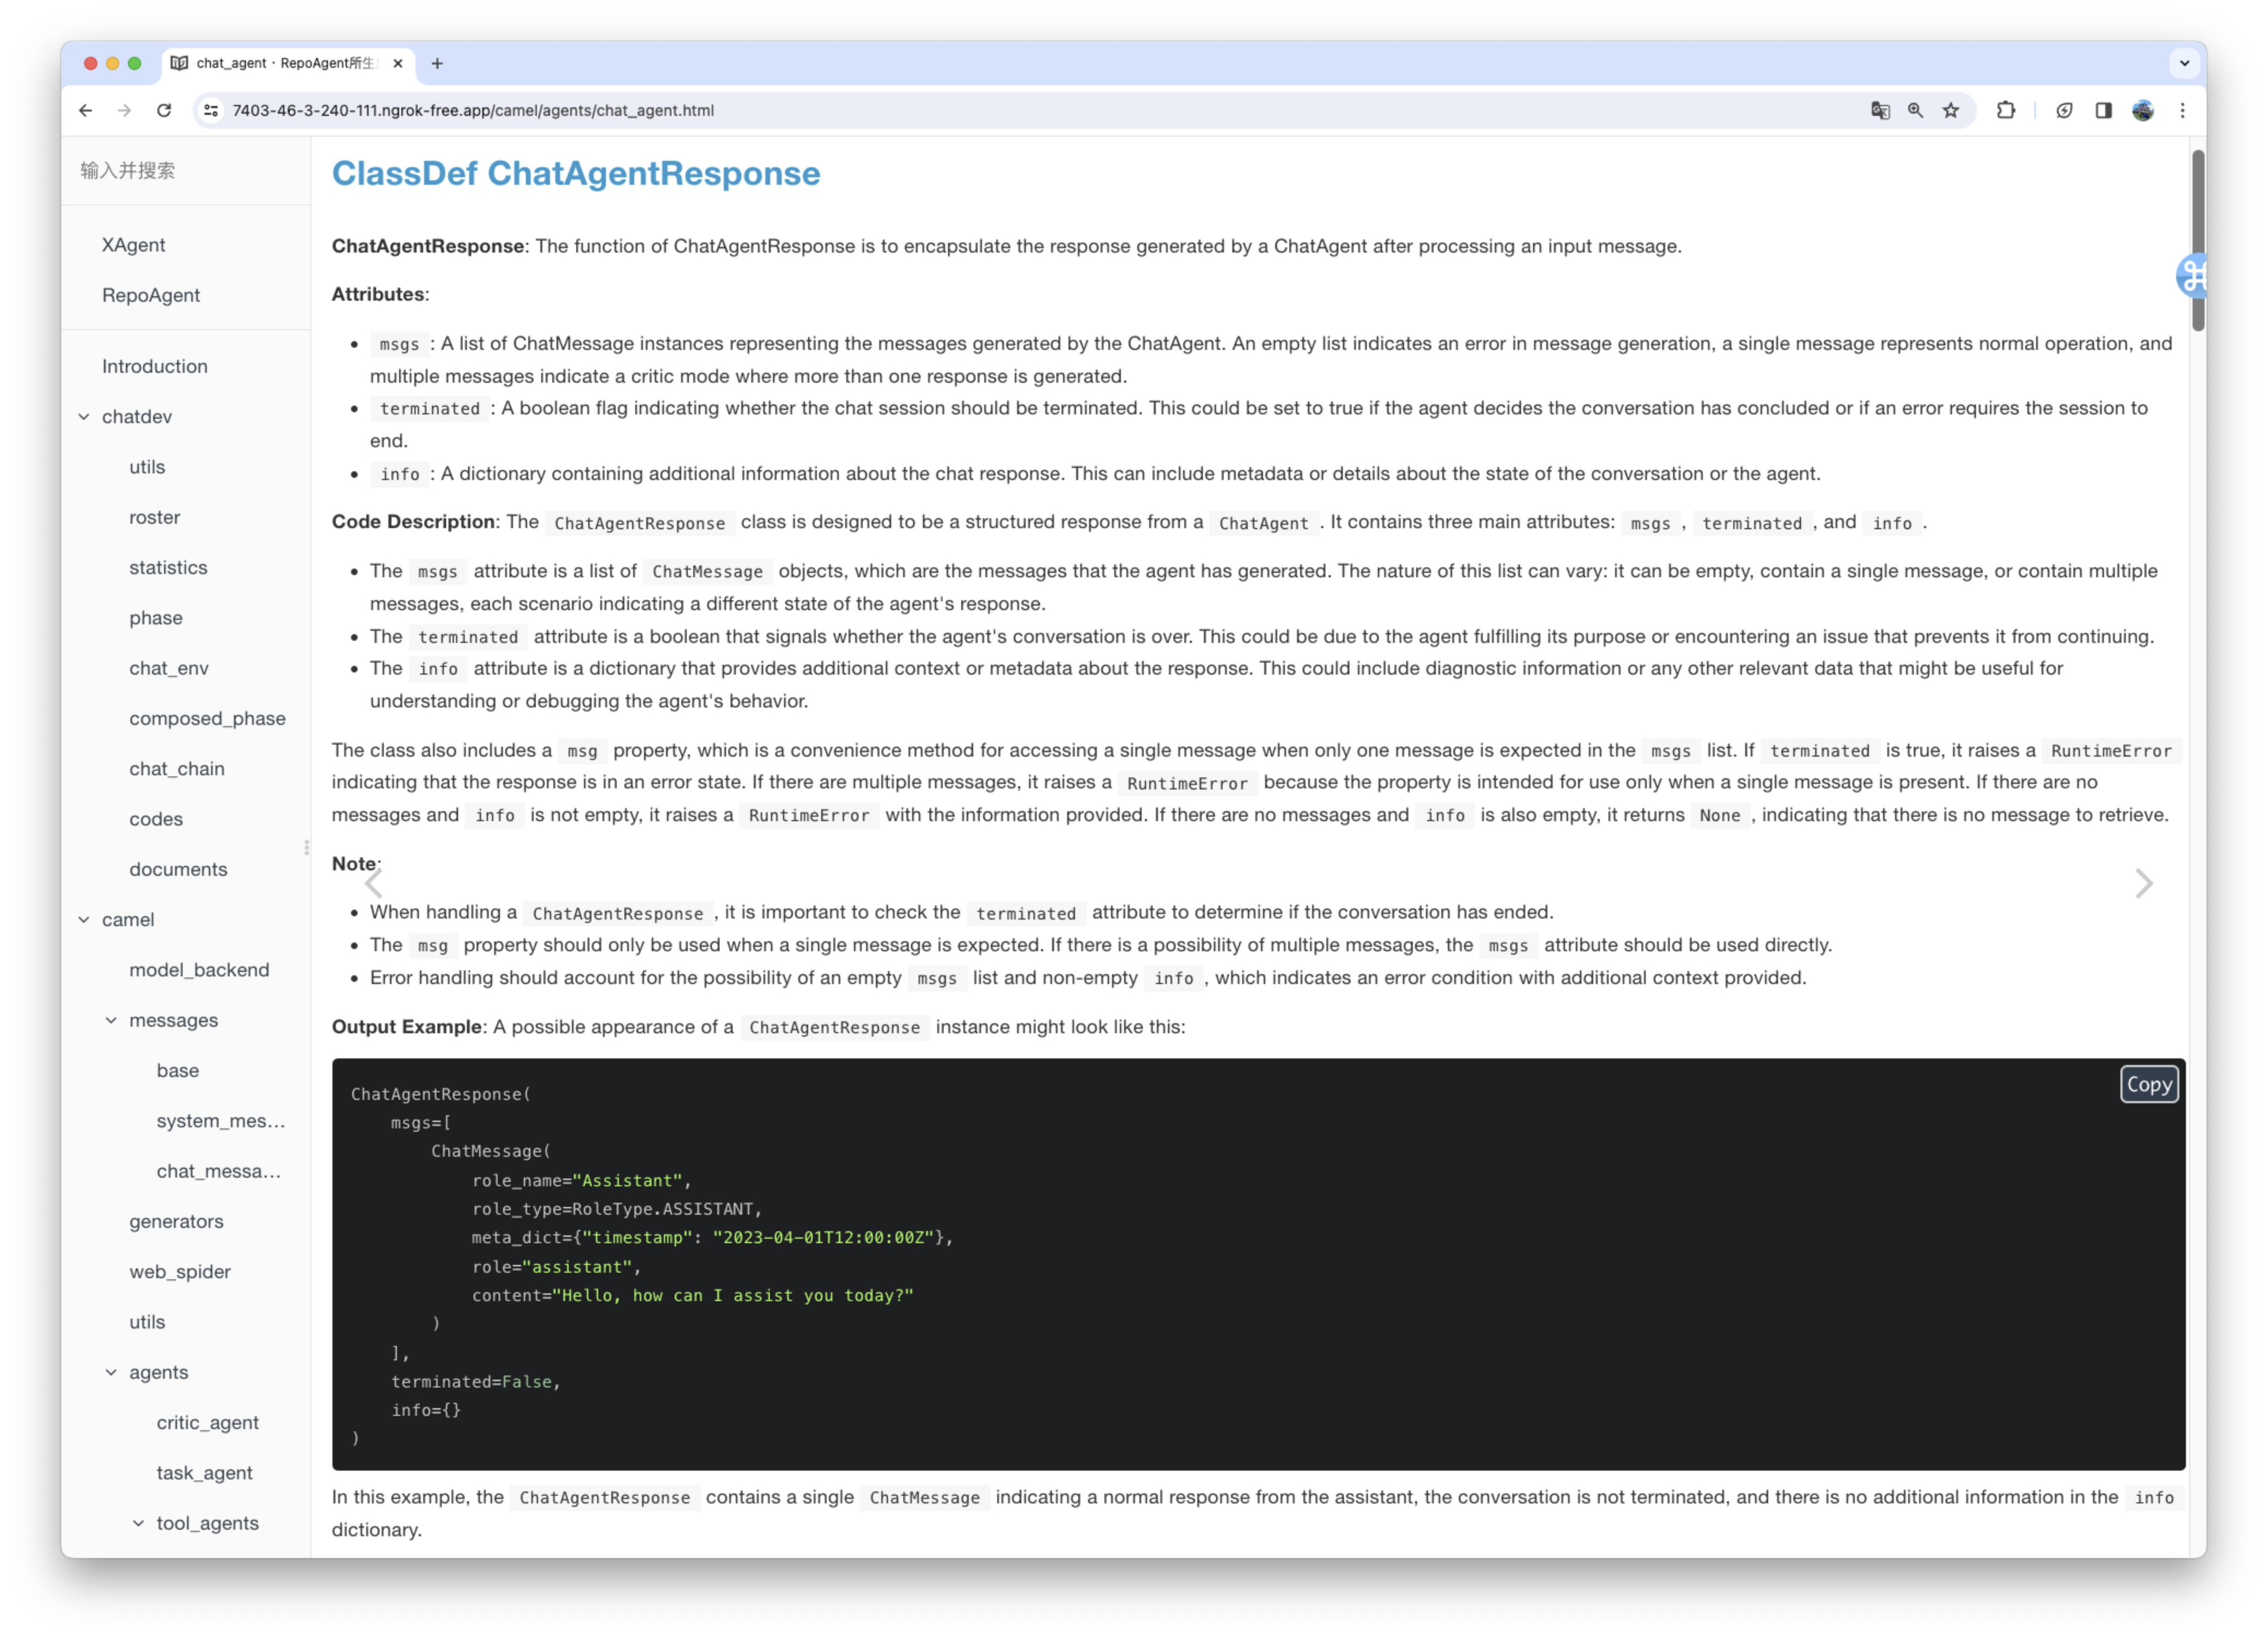 chat_agent · RepoAgent所生
7403-46-3-240-111.ngrok-free.app/camel/agents/chat_agent.html
输入并搜索
XAgent
RepoAgent
Introduction
chatdev
utils
roster
statistics
phase
chat_env
composed_phase
chat_chain
codes
documents
camel
model_backend
messages
base
system_mes...
chat_messa...
generators
web_spider
utils
agents
critic_agent
task_agent
tool_agents
ClassDef ChatAgentResponse
ChatAgentResponse: The function of ChatAgentResponse is to encapsulate the response generated by a ChatAgent after processing an input message.
Attributes:
• msgs : A list of ChatMessage instances representing the messages generated by the ChatAgent. An empty list indicates an error in message generation, a single message represents normal operation, and
multiple messages indicate a critic mode where more than one response is generated.
• terminated : A boolean flag indicating whether the chat session should be terminated. This could be set to true if the agent decides the conversation has concluded or if an error requires the session to
end.
• info : A dictionary containing additional information about the chat response. This can include metadata or details about the state of the conversation or the agent.
Code Description: The ChatAgentResponse class is designed to be a structured response from a ChatAgent . It contains three main attributes: msgs , terminated , and info .
• The msgs attribute is a list of ChatMessage objects, which are the messages that the agent has generated. The nature of this list can vary: it can be empty, contain a single message, or contain multiple
messages, each scenario indicating a different state of the agent's response.
• The terminated attribute is a boolean that signals whether the agent's conversation is over. This could be due to the agent fulfilling its purpose or encountering an issue that prevents it from continuing.
• The info attribute is a dictionary that provides additional context or metadata about the response. This could include diagnostic information or any other relevant data that might be useful for
understanding or debugging the agent's behavior.
The class also includes a msg property, which is a convenience method for accessing a single message when only one message is expected in the msgs list. If terminated is true, it raises a RuntimeError
indicating that the response is in an error state. If there are multiple messages, it raises a RuntimeError because the property is intended for use only when a single message is present. If there are no
messages and info is not empty, it raises a RuntimeError with the information provided. If there are no messages and info is also empty, it returns None , indicating that there is no message to retrieve.
Note:
• When handling a ChatAgentResponse , it is important to check the terminated attribute to determine if the conversation has ended.
• The msg property should only be used when a single message is expected. If there is a possibility of multiple messages, the msgs attribute should be used directly.
• Error handling should account for the possibility of an empty msgs list and non-empty info , which indicates an error condition with additional context provided.
Output Example: A possible appearance of a ChatAgentResponse instance might look like this:
Copy
ChatAgentResponse(
    msgs=[
        ChatMessage(
            role_name="Assistant",
            role_type=RoleType.ASSISTANT,
            meta_dict={"timestamp": "2023-04-01T12:00:00Z"},
            role="assistant",
            content="Hello, how can I assist you today?"
        )
    ],
    terminated=False,
    info={}
)
In this example, the ChatAgentResponse contains a single ChatMessage indicating a normal response from the assistant, the conversation is not terminated, and there is no additional information in the info
dictionary.